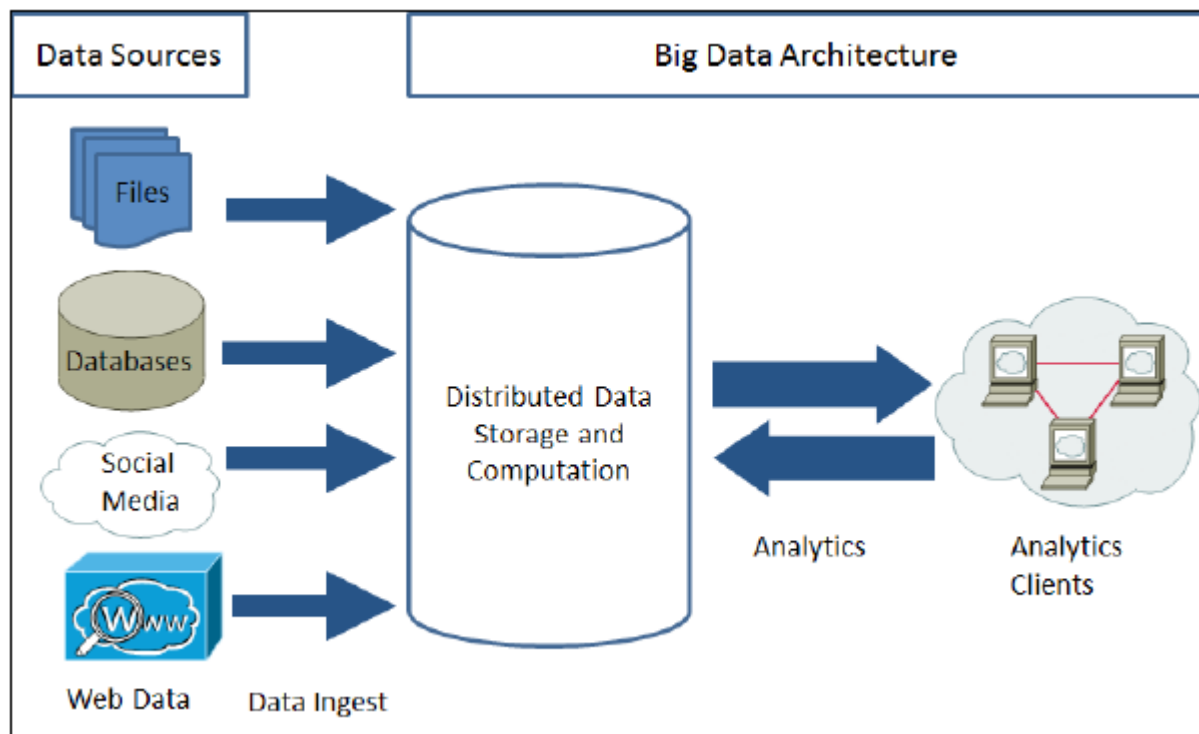 Data Sources
Big Data Architecture
Files
Databases
Social
Media
Www
Web Data
Data Ingest
Distributed Data
Storage and
Computation
Analytics
Analytics
Clients